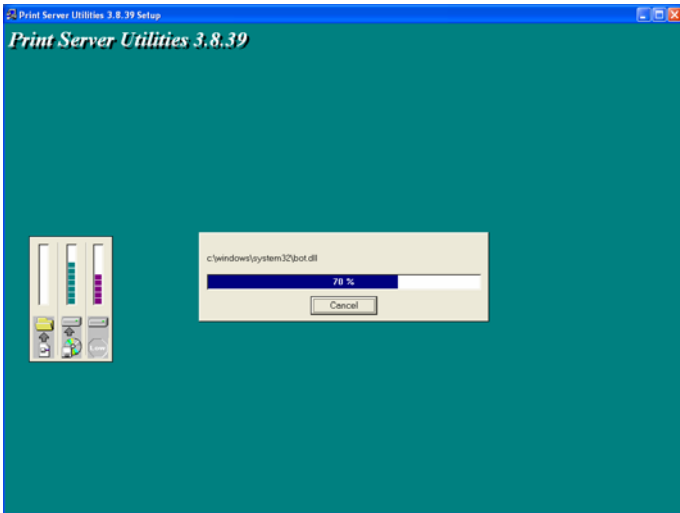 Print Server Utilities 3.8.39 Setup
Print Server Utilities 3.8.39
c:\windows\system32\bot.dll
70 %
Cancel